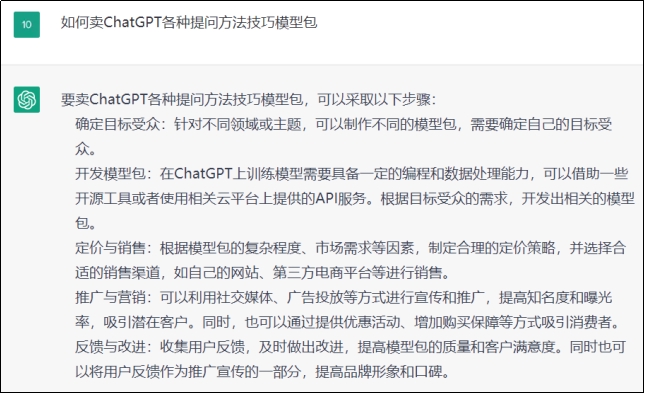 10
如何卖ChatGPT各种提问方法技巧模型包
要卖ChatGPT各种提问方法技巧模型包，可以采取以下步骤：
确定目标受众：针对不同领域或主题，可以制作不同的模型包，需要确定自己的目标受
众。
开发模型包：在ChatGPT上训练模型需要具备一定的编程和数据处理能力，可以借助一些
开源工具或者使用相关云平台上提供的API服务。根据目标受众的需求，开发出相关的模型
包。
定价与销售：根据模型包的复杂程度、市场需求等因素，制定合理的定价策略，并选择合
适的销售渠道，如自己的网站、第三方电商平台等进行销售。
推广与营销：可以利用社交媒体、广告投放等方式进行宣传和推广，提高知名度和曝光
率，吸引潜在客户。同时，也可以通过提供优惠活动、增加购买保障等方式吸引消费者。
反馈与改进：收集用户反馈，及时做出改进，提高模型包的质量和客户满意度。同时也可
以将用户反馈作为推广宣传的一部分，提高品牌形象和口碑。